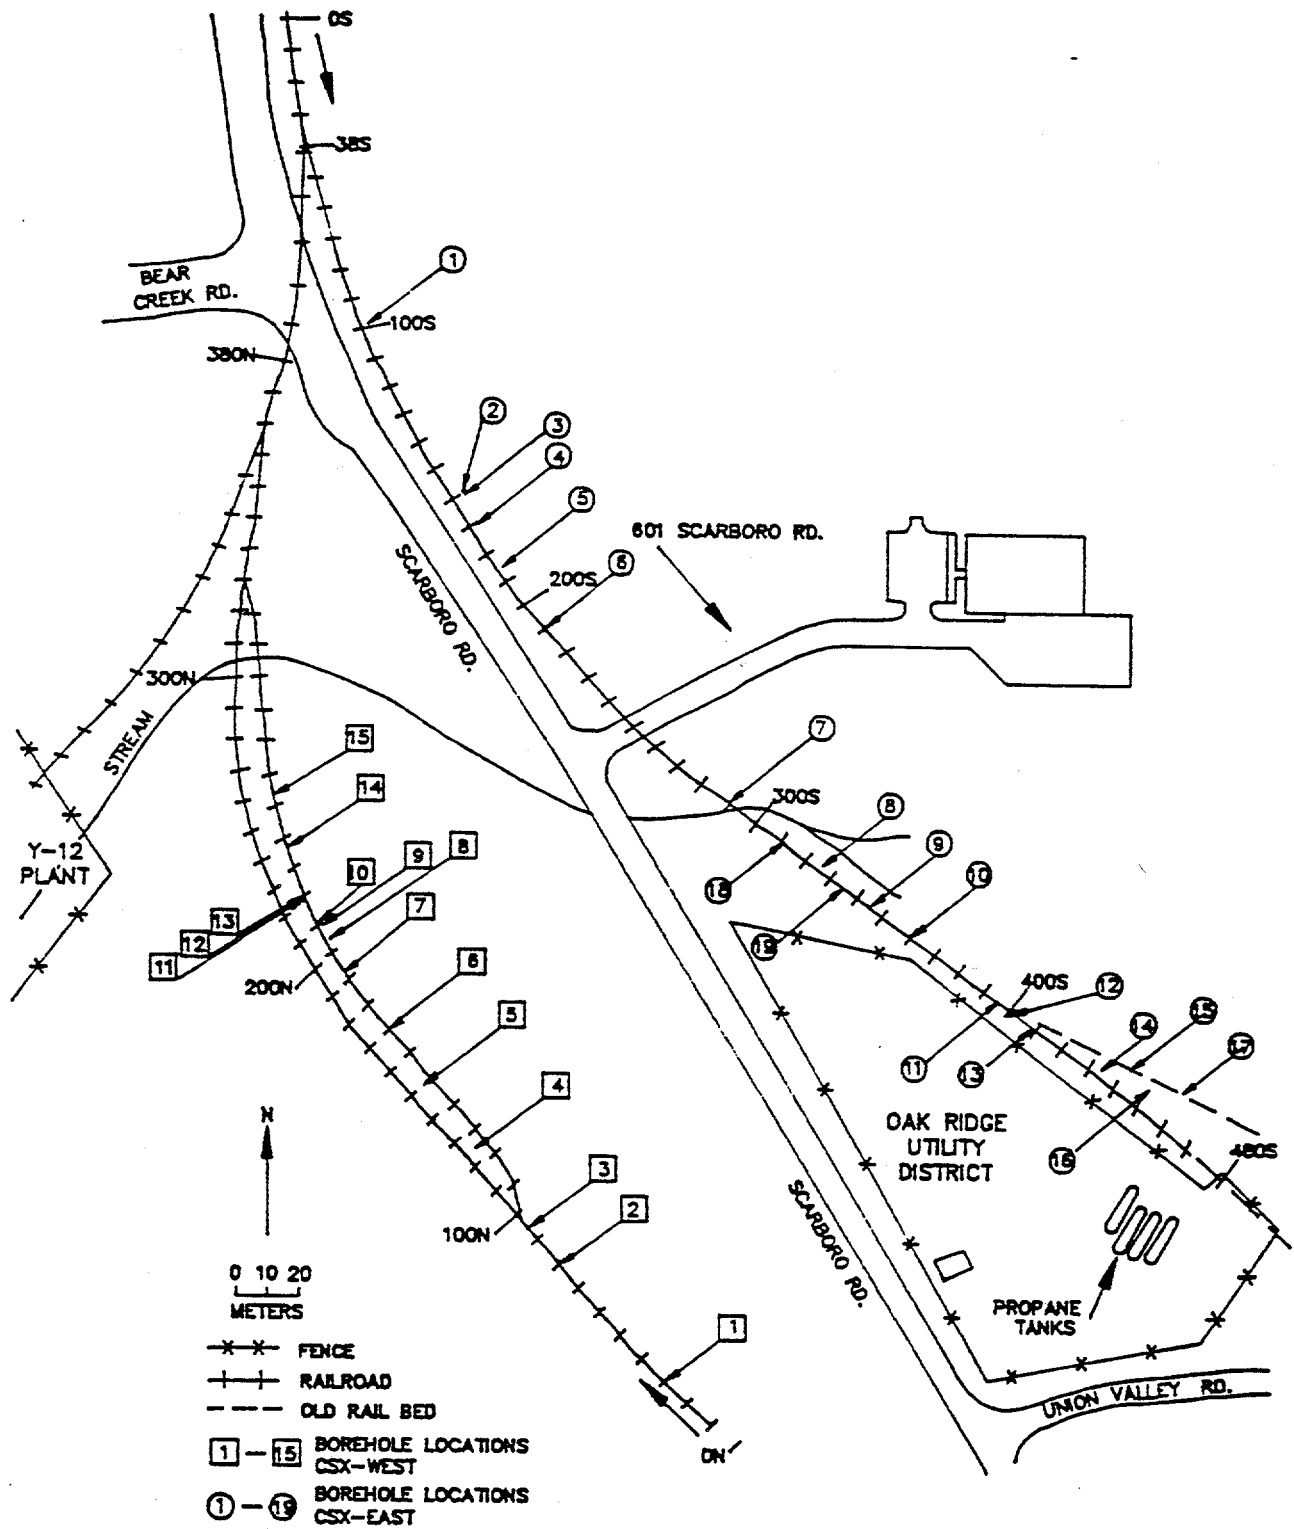 0S
38S
BEAR
CREEK RD.
1
100S
380N
2
3
4
5
601 SCARBORO RD.
SCARBORO RD.
200S
6
300N
STREAM
15
7
14
300S
8
Y-12
PLANT
10
9
8
9
18
10
13
7
12
19
11
200N
6
400S
12
5
14
15
17
11
13
4
N
OAK RIDGE
UTILITY
DISTRICT
16
480S
3
SCARBORO RD.
2
100N
0 10 20
METERS
PROPANE
TANKS
1
FENCE
RAILROAD
OLD RAIL BED
UNION VALLEY RD.
0N
1 - 15 BOREHOLE LOCATIONS
CSX-WEST
1 - 19 BOREHOLE LOCATIONS
CSX-EAST